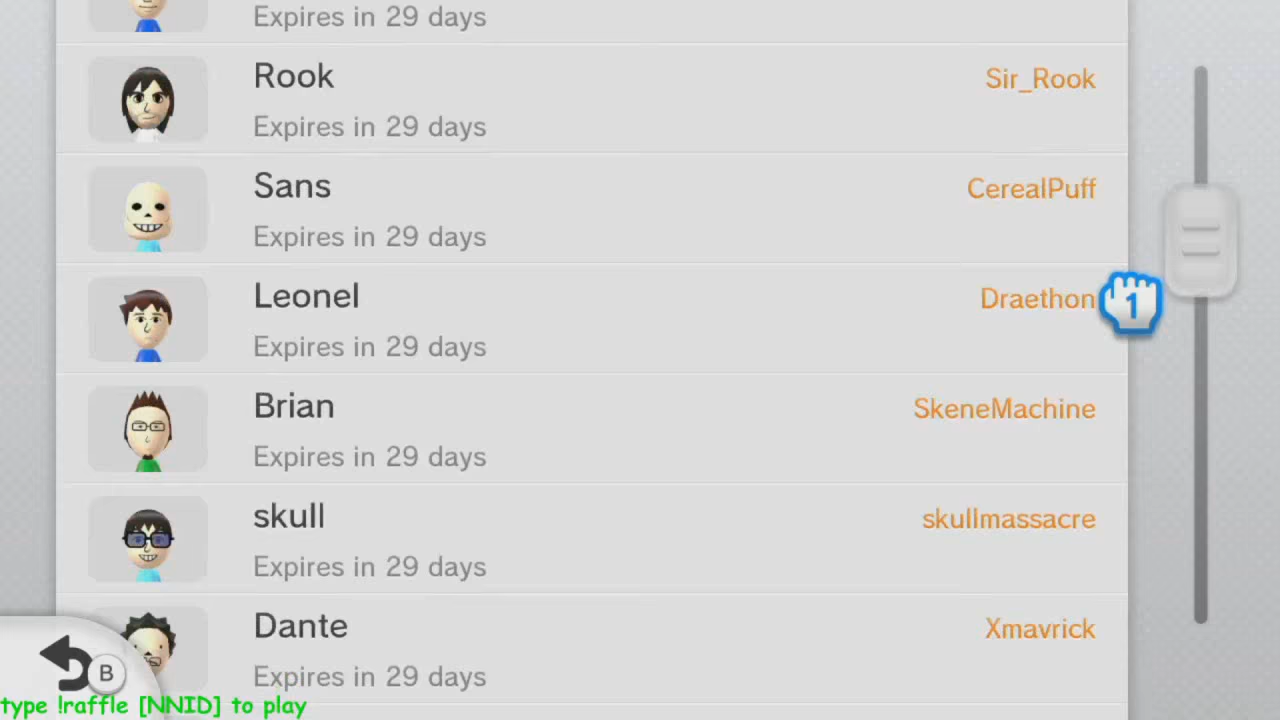 Expires in 29 days
Rook
Sir_Rook
Expires in 29 days
Sans
CerealPuff
Expires in 29 days
Leonel
Draethon
1
Expires in 29 days
Brian
SkeneMachine
Expires in 29 days
skull
skullmassacre
Expires in 29 days
Dante
Xmavrick
Expires in 29 days
B
type !raffle [NNID] to play